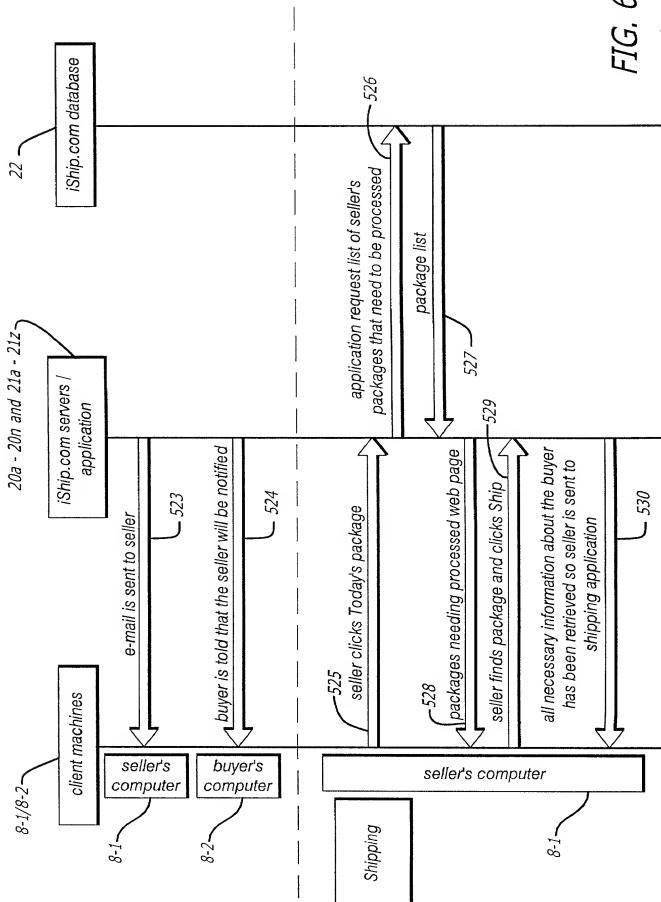 8-1/8-2
client machines
20a - 20n and 21a - 21z
iShip.com servers /
application
22
iShip.com database
seller's
computer
8-1
e-mail is sent to seller
523
buyer's
computer
8-2
buyer is told that the seller will be notified
524
Shipping
seller's computer
8-1
525
seller clicks Today's package
application request list of seller's
packages that need to be processed
526
package list
527
528
packages needing processed web page
seller finds package and clicks Ship
529
all necessary information about the buyer
has been retrieved so seller is sent to
shipping application
530